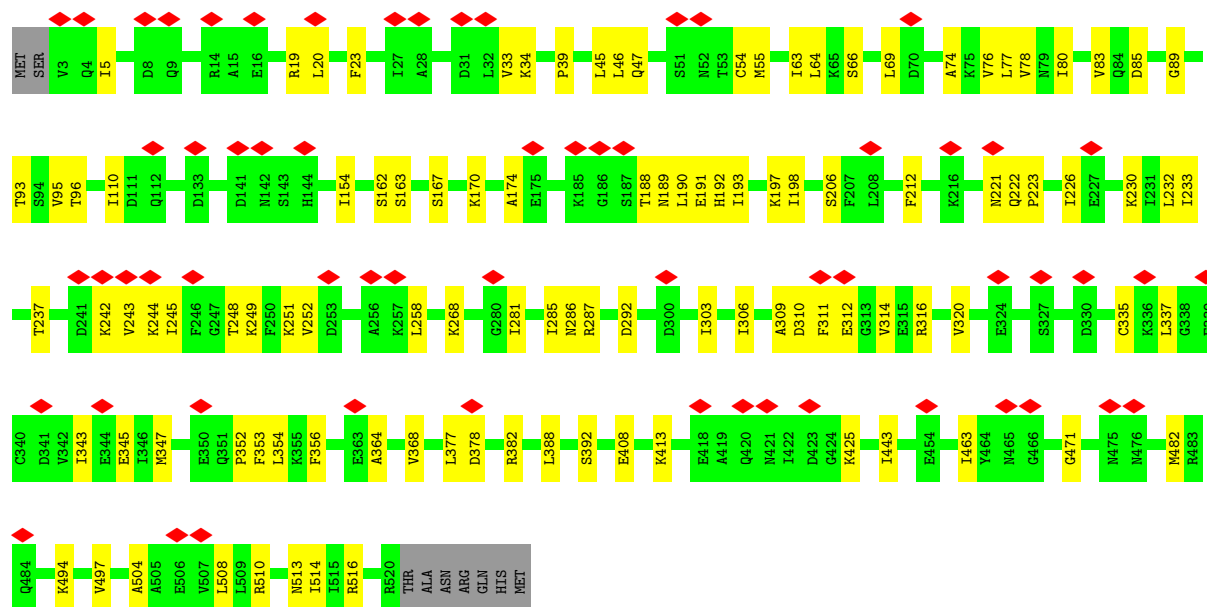 MET SER V3 Q4 I5 D8 Q9 R14 A15 E16 R19 L20 F23 I27 A28 D31 L32 V33 K34 P39 L45 L46 Q47 S51 N52 T53 C54 M55 I63 L64 K65 S66 L69 D70 A74 K75 V76 L77 V78 N79 I80 V83 Q84 D85 G89
T93 S94 V95 T96 I110 D111 Q112 D133 D141 N142 S143 H144 I154 S162 S163 S167 K170 A174 E175 K185 G186 S187 T188 N189 L190 E191 H192 I193 K197 I198 S206 F207 L208 F212 K216 N221 Q222 P223 I226 E227 K230 I231 L232 I233
T237 D241 K242 V243 K244 I245 F246 G247 T248 K249 F250 K251 V252 D253 A256 K257 L258 K268 G280 I281 I285 N286 R287 D292 D300 I303 I306 A309 D310 F311 E312 G313 V314 E315 R316 V320 E324 S327 D330 C335 K336 L337 G338
C340 D341 V342 I343 E344 E345 I346 M347 E350 Q351 P352 F353 L354 K355 F356 E363 A364 V368 L377 D378 R382 L388 S392 E408 K413 E418 A419 Q420 N421 I422 D423 G424 K425 I443 E454 I463 Y464 N465 G466 G471 N475 N476 M482 R483
Q484 K494 V497 A504 A505 E506 V507 L508 L509 R510 N513 I514 I515 R516 R520 THR ALA ASN ARG GLN HIS MET